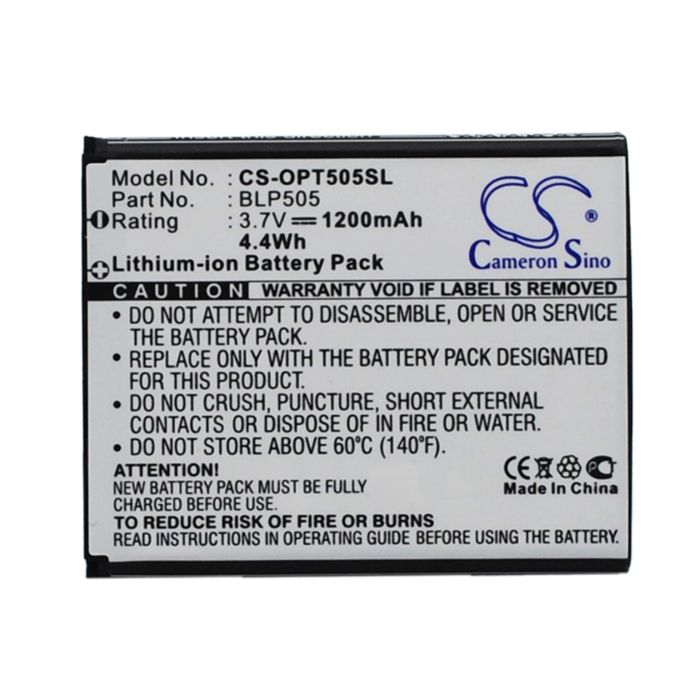 Model No. : CS-OPT505SL
Part No. : BLP505
Rating : 3.7V 1200mAh
4.4Wh
Lithium-ion Battery Pack
CS ®
Cameron Sino
CAUTION WARRANTY VOID IF LABEL IS REMOVED
• DO NOT ATTEMPT TO DISASSEMBLE, OPEN OR SERVICE
THE BATTERY PACK.
• REPLACE ONLY WITH THE BATTERY PACK DESIGNATED
FOR THIS EQUIPMENT.
• DO NOT CRUSH, PUNCTURE, SHORT EXTERNAL
CONTACTS OR DISPOSE OF IN FIRE OR WATER.
• DO NOT STORE ABOVE 60°C (140°F).
ATTENTION!
NEW BATTERY PACK MUST BE FULLY
CHARGED BEFORE USE.
TO REDUCE RISK OF FIRE OR BURNS
READ INSTRUCTIONS IN OPERATING GUIDE BEFORE USE.
CE
Made In China